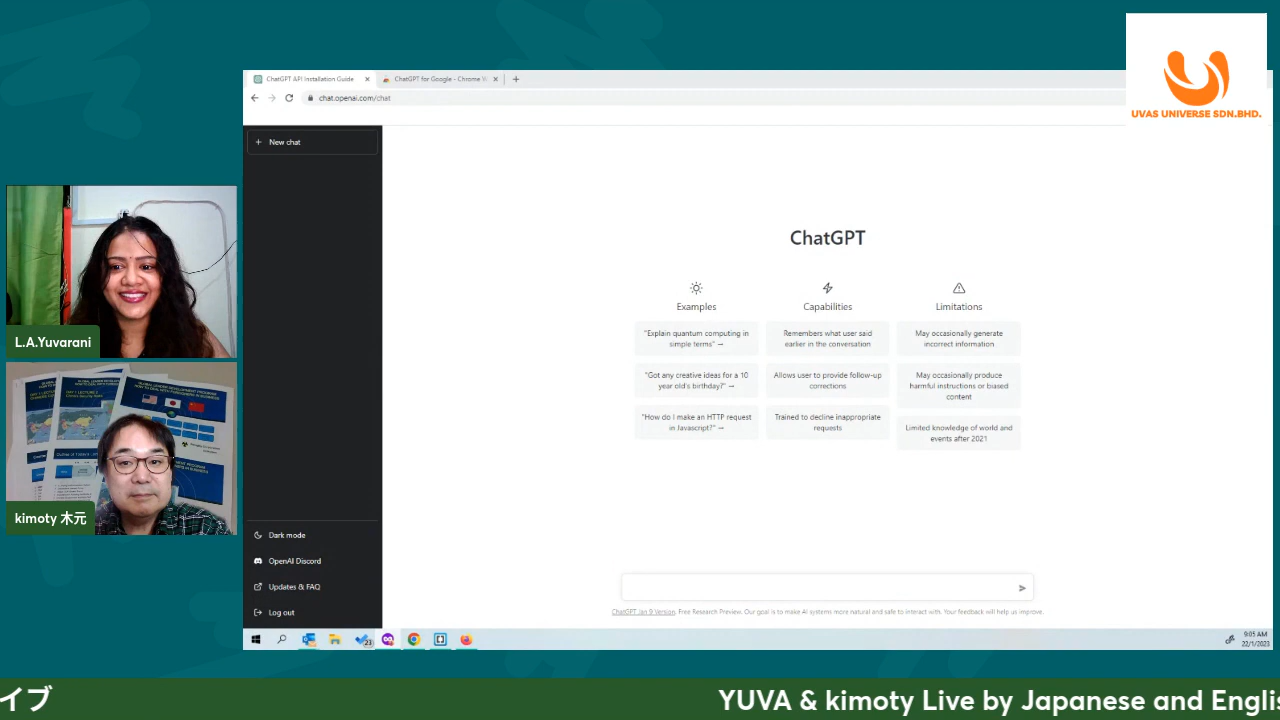 UVAS UNIVERSE SDN.BHD.
ChatGPT API Installation Guide
ChatGPT for Google - Chrome
chat.openai.com/chat
New chat
ChatGPT
Examples
"Explain quantum computing in
simple terms" →
"Got any creative ideas for a 10
year old's birthday?" →
"How do I make an HTTP request
in Javascript?" →
Capabilities
Remembers what user said
earlier in the conversation
Allows user to provide follow-up
corrections
Trained to decline inappropriate
requests
Limitations
May occasionally generate
incorrect information
May occasionally produce
harmful instructions or biased
content
Limited knowledge of world and
events after 2021
Dark mode
OpenAI Discord
Updates & FAQ
Log out
ChatGPT Jan 9 Version. Free Research Preview. Our goal is to make AI systems more natural and safe to interact with. Your feedback will help us improve.
23
9:05 AM
22/1/2023
L.A.Yuvarani
GLOBAL LEADER DEVELOPMENT PROGRAM
kimoty 木元
イブ
YUVA & kimoty Live by Japanese and Englis